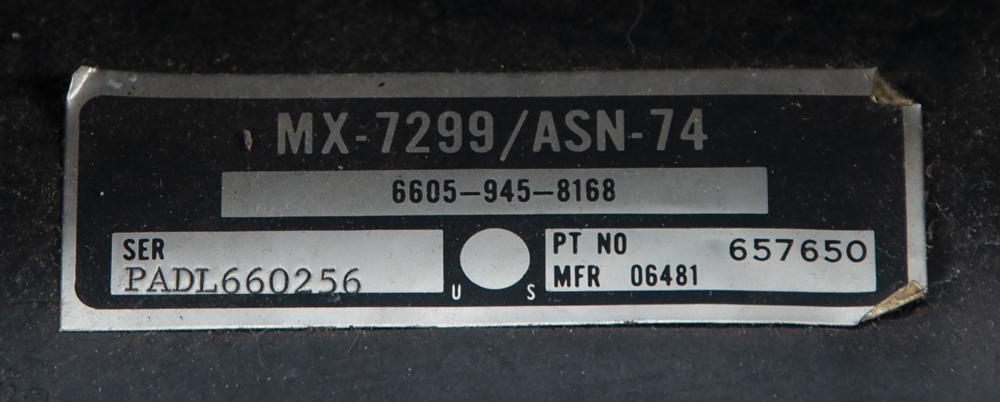 MX-7299/ASN-74
6605-945-8168
SER
PADL660256
U S
PT NO 657650
MFR 06481